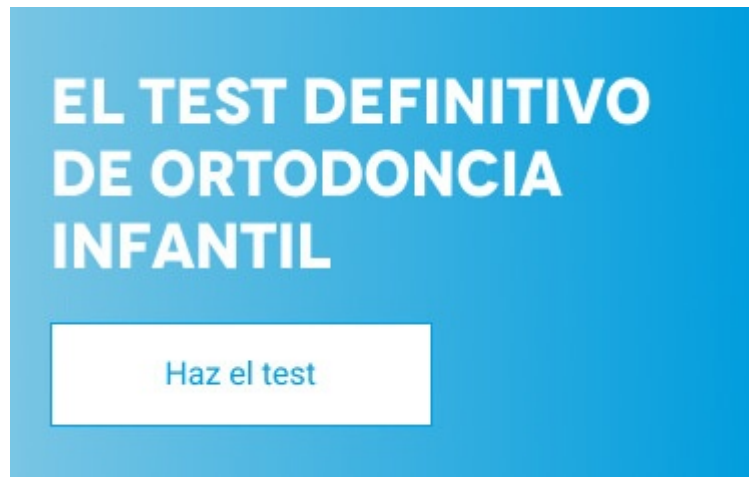 EL TEST DEFINITIVO
DE ORTODONCIA
INFANTIL
Haz el test